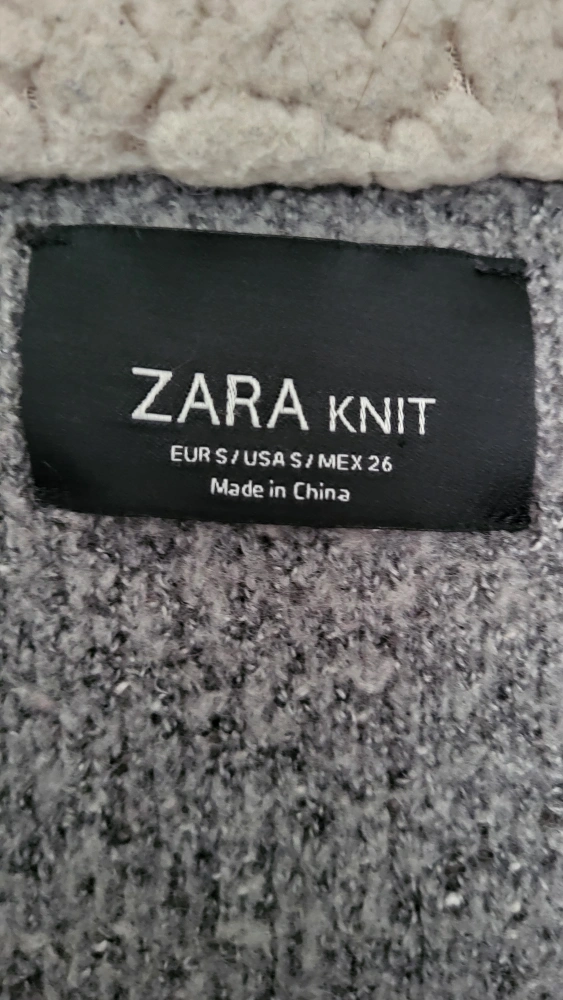 ZARA KNIT
EUR S / USA S / MEX 26
Made in China